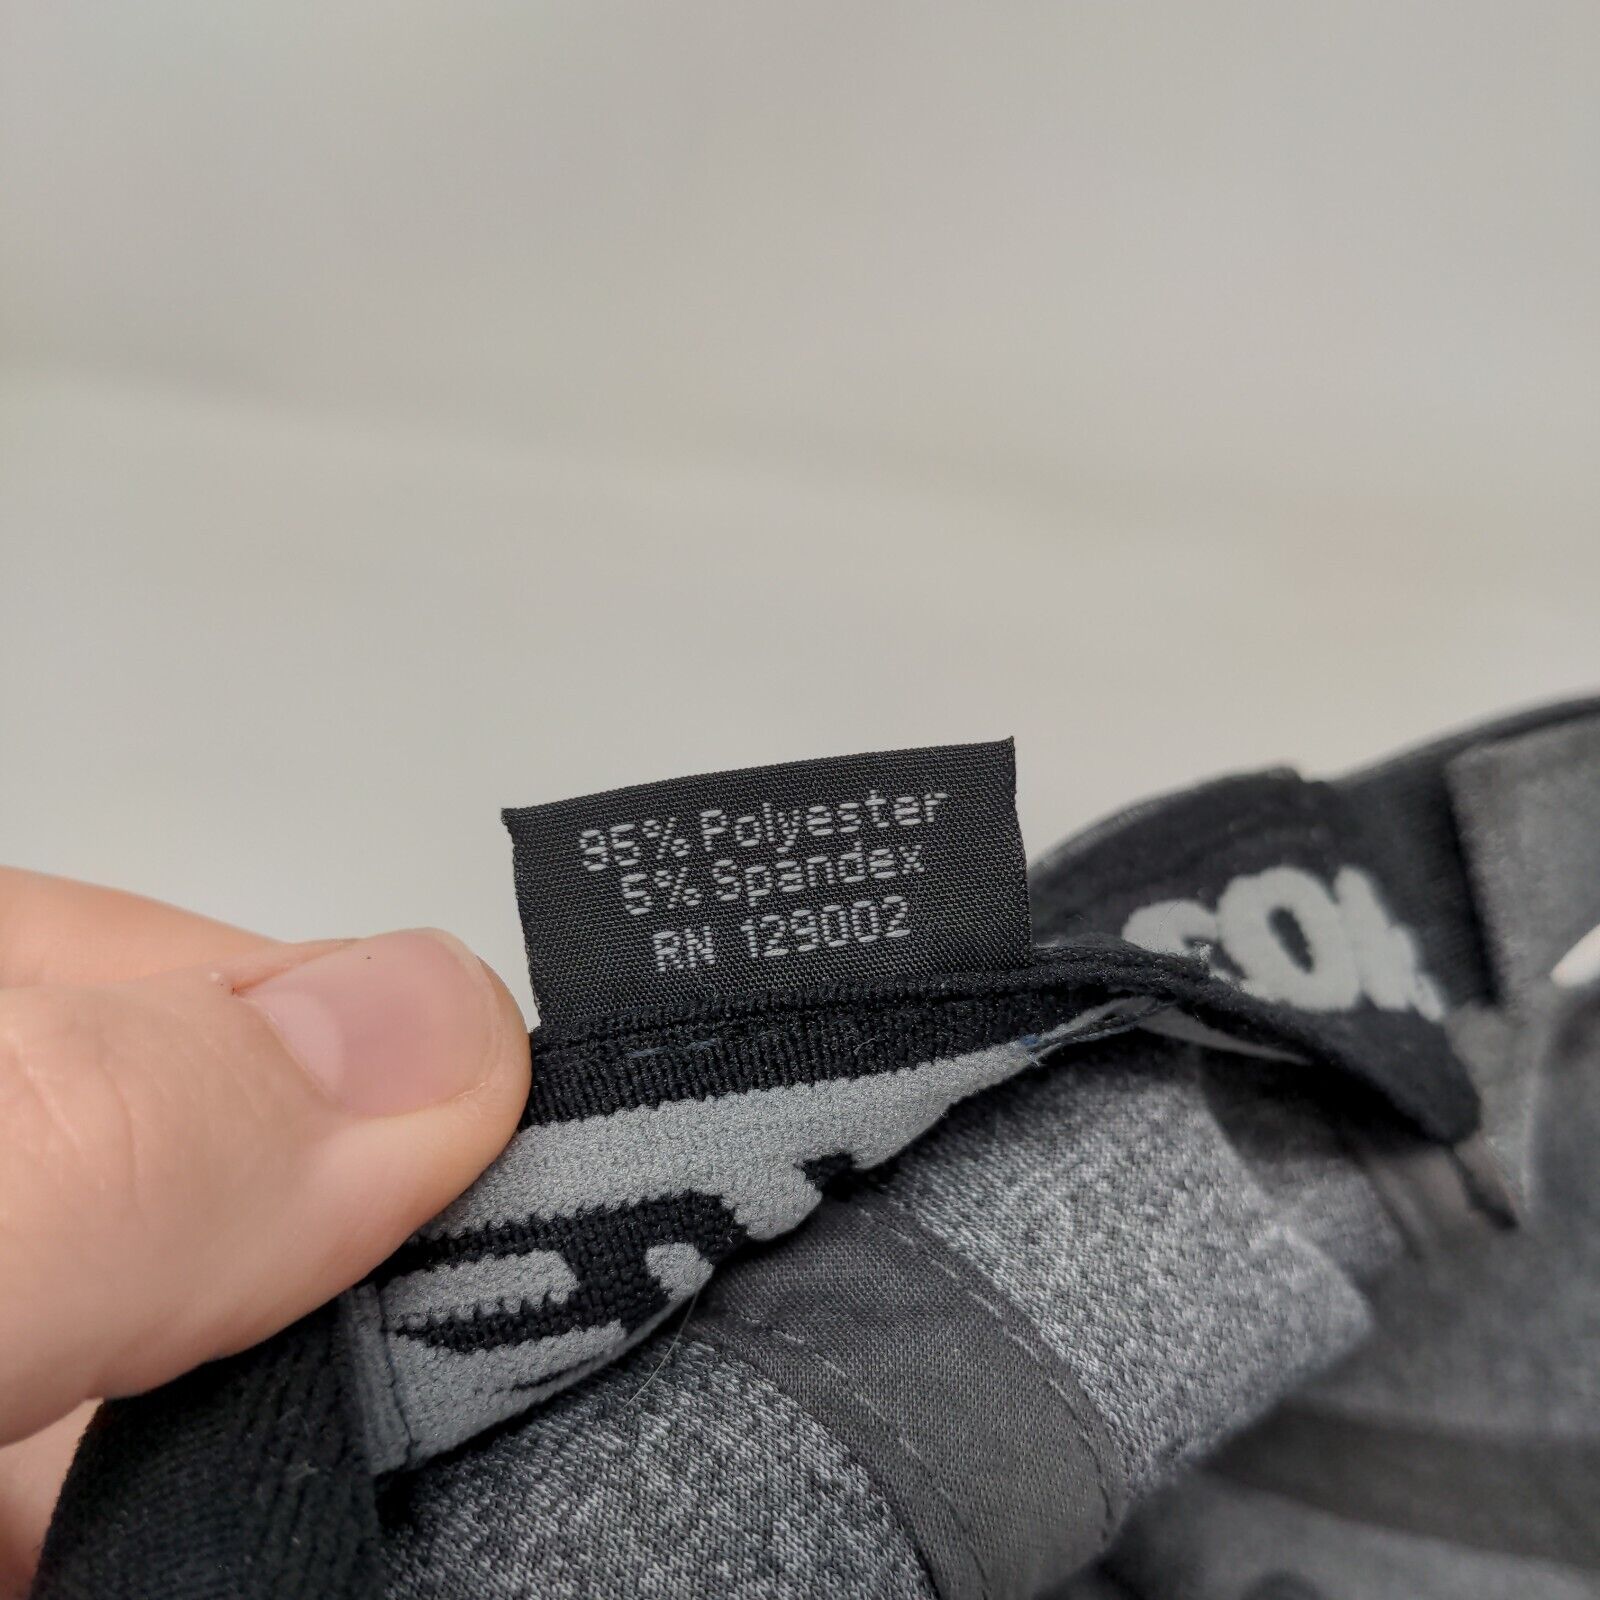 95% Polyester
5% Spandex
RN 129002